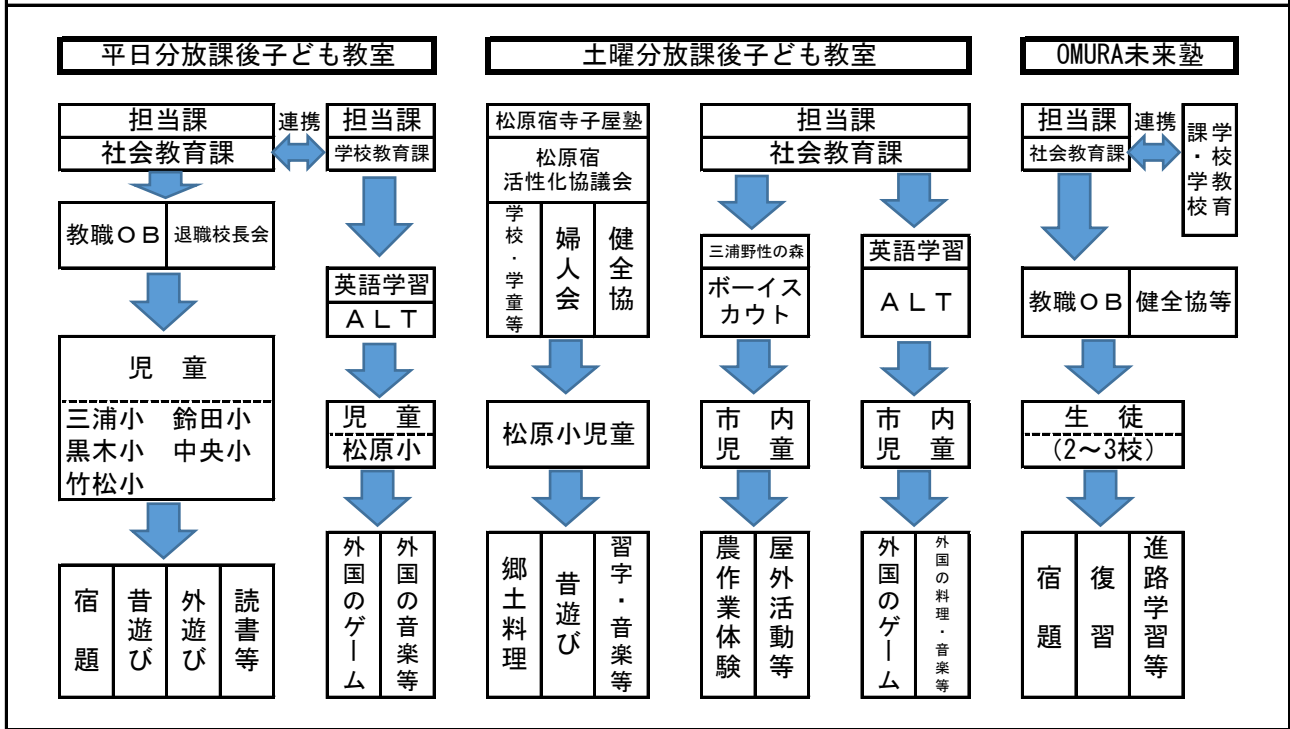 平日分放課後子ども教室
担当課
社会教育課
連携
担当課
学校教育課
教職ＯＢ
退職校長会
英語学習
ＡＬＴ
児　童
三浦小　鈴田小
黒木小　中央小
竹松小
児　童
松原小
宿題
昔遊び
外遊び
読書等
外国のゲーム
外国の音楽等
土曜分放課後子ども教室
松原宿寺子屋塾
松原宿
活性化協議会
学校・学童等
婦人会
健全協
松原小児童
郷土料理
昔遊び
習字・音楽等
担当課
社会教育課
三浦野性の森
ボーイス
カウト
英語学習
ＡＬＴ
市　内
児　童
市　内
児　童
農作業体験
屋外活動等
外国のゲーム
外国の料理・音楽等
OMURA未来塾
担当課
社会教育課
連携
学校教育
課・学校
教職ＯＢ
健全協等
生　徒
(2～3校)
宿題
復習
進路学習等